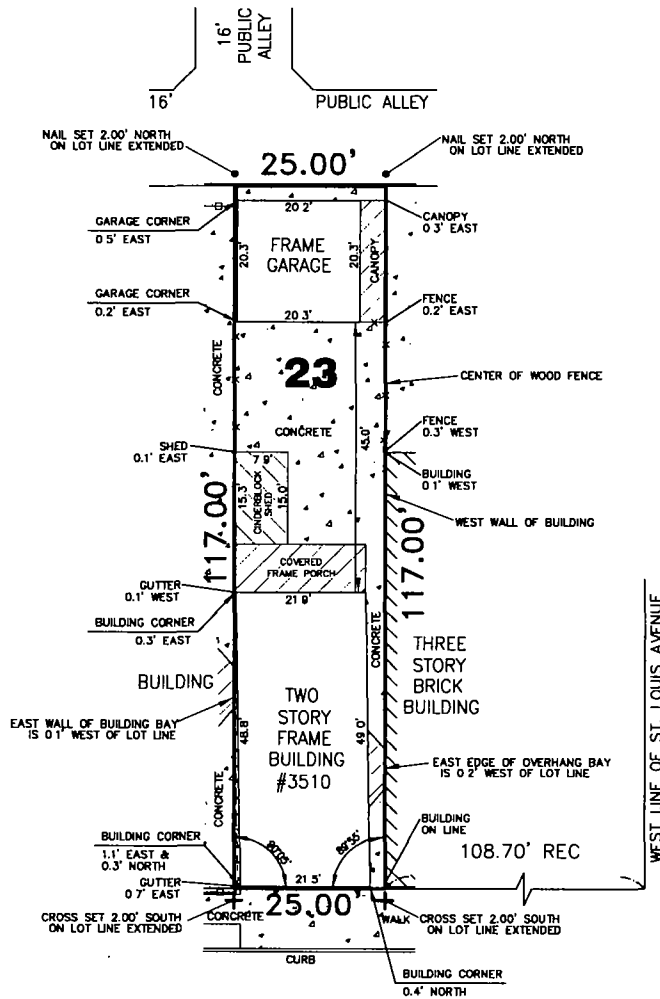 16'
PUBLIC
ALLEY
16'
PUBLIC ALLEY
NAIL SET 2.00' NORTH
ON LOT LINE EXTENDED
NAIL SET 2.00' NORTH
ON LOT LINE EXTENDED
25.00'
GARAGE CORNER
0 5' EAST
20.2'
CANOPY
0 3' EAST
FRAME
GARAGE
20.3'
20.3'
CANOPY
GARAGE CORNER
0.2' EAST
20.3'
FENCE
0.2' EAST
CONCRETE
23
CENTER OF WOOD FENCE
CONCRETE
45.0'
FENCE
0.3' WEST
SHED
0.1' EAST
7 9'
BUILDING
0 1' WEST
15.3'
CINDERBLOCK
SHED
15.0'
WEST WALL OF BUILDING
117.00'
117.00'
COVERED
FRAME PORCH
GUTTER
0.1' WEST
21 9'
BUILDING CORNER
0.3' EAST
CONCRETE
BUILDING
THREE
STORY
BRICK
BUILDING
TWO
STORY
FRAME
BUILDING
#3510
48.8'
49 0'
EAST WALL OF BUILDING BAY
IS 0 1' WEST OF LOT LINE
EAST EDGE OF OVERHANG BAY
IS 0 2' WEST OF LOT LINE
WEST LINE OF ST. LOUIS AVENUE
CONCRETE
BUILDING CORNER
1.1' EAST &
0.3' NORTH
89°55'
BUILDING
ON LINE
108.70' REC
GUTTER
0 7' EAST
21.5'
25.00'
CROSS SET 2.00' SOUTH
ON LOT LINE EXTENDED
CONCRETE
WALK
CROSS SET 2.00' SOUTH
ON LOT LINE EXTENDED
CURB
BUILDING CORNER
0.4' NORTH